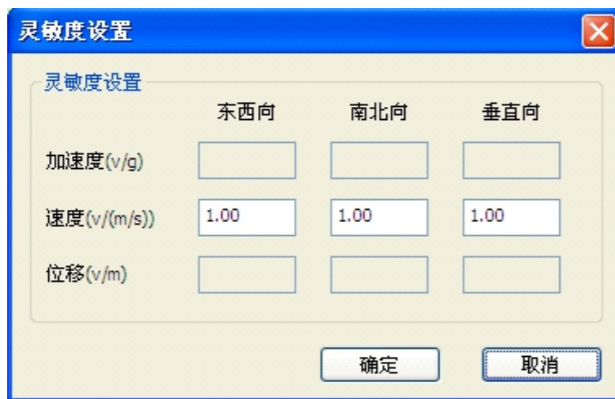 灵敏度设置
灵敏度设置
东西向 南北向 垂直向
加速度(v/g)
速度(v/(m/s)) 1.00 1.00 1.00
位移(v/m)
确定 取消